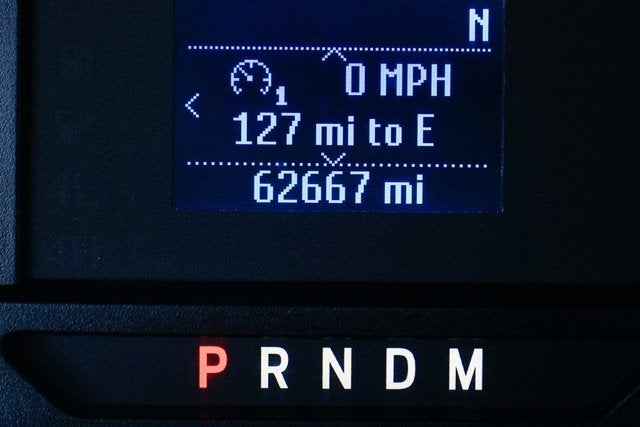 N
1 0 MPH
127 mi to E
62667 mi
P R N D M